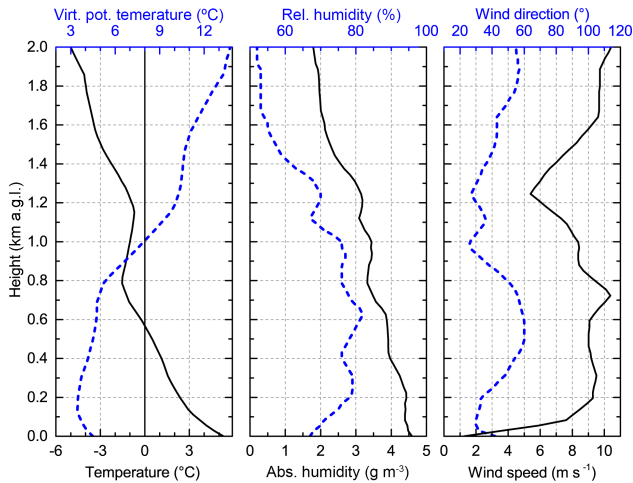 Virt. pot. temerature (ºC)
Rel. humidity (%)
Wind direction (°)
3 6 9 12
60 80 100
20 40 60 80 100 120
2.0
1.8
1.6
1.4
1.2
1.0
0.8
0.6
0.4
0.2
0.0
Height (km a.g.l.)
-6 -3 0 3
0 1 2 3 4 5
0 2 4 6 8 10
Temperature (°C)
Abs. humidity (g m⁻³)
Wind speed (m s⁻¹)